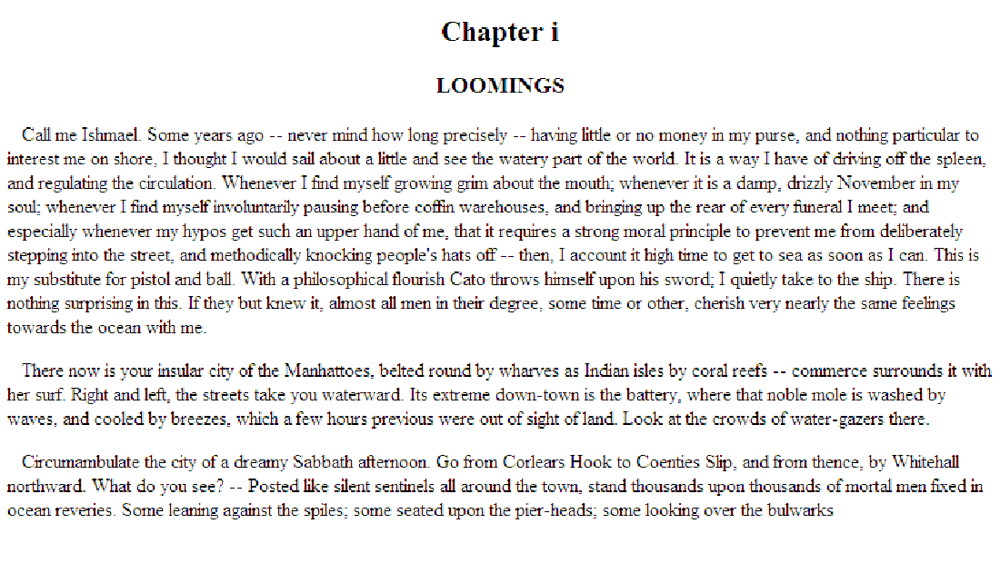 Chapter i
LOOMINGS
Call me Ishmael. Some years ago -- never mind how long precisely -- having little or no money in my purse, and nothing particular to
interest me on shore, I thought I would sail about a little and see the watery part of the world. It is a way I have of driving off the spleen,
and regulating the circulation. Whenever I find myself growing grim about the mouth; whenever it is a damp, drizzly November in my
soul; whenever I find myself involuntarily pausing before coffin warehouses, and bringing up the rear of every funeral I meet; and
especially whenever my hypos get such an upper hand of me, that it requires a strong moral principle to prevent me from deliberately
stepping into the street, and methodically knocking people's hats off -- then, I account it high time to get to sea as soon as I can. This is
my substitute for pistol and ball. With a philosophical flourish Cato throws himself upon his sword; I quietly take to the ship. There is
nothing surprising in this. If they but knew it, almost all men in their degree, some time or other, cherish very nearly the same feelings
towards the ocean with me.
There now is your insular city of the Manhattoes, belted round by wharves as Indian isles by coral reefs -- commerce surrounds it with
her surf. Right and left, the streets take you waterward. Its extreme down-town is the battery, where that noble mole is washed by
waves, and cooled by breezes, which a few hours previous were out of sight of land. Look at the crowds of water-gazers there.
Circumambulate the city of a dreamy Sabbath afternoon. Go from Corlears Hook to Coenties Slip, and from thence, by Whitehall
northward. What do you see? -- Posted like silent sentinels all around the town, stand thousands upon thousands of mortal men fixed in
ocean reveries. Some leaning against the spiles; some seated upon the pier-heads; some looking over the bulwarks